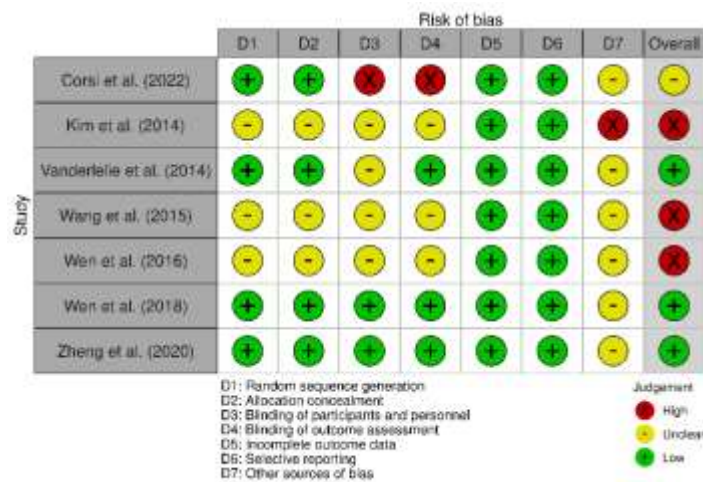 Risk of bias
D1 D2 D3 D4 D5 D6 D7 Overall
Study
Corsi et al. (2022) + + X X + + - -
Kim et al. (2014) - - - - + + X X
Vanderlelie et al. (2014) + + - + + + - +
Wang et al. (2015) - - - - + + - X
Wen et al. (2016) - - - - + + - X
Wen et al. (2018) + + + + + + - +
Zheng et al. (2020) + + + + + + - +
D1: Random sequence generation
D2: Allocation concealment
D3: Blinding of participants and personnel
D4: Blinding of outcome assessment
D5: Incomplete outcome data
D6: Selective reporting
D7: Other sources of bias
Judgement
X High
- Unclear
+ Low